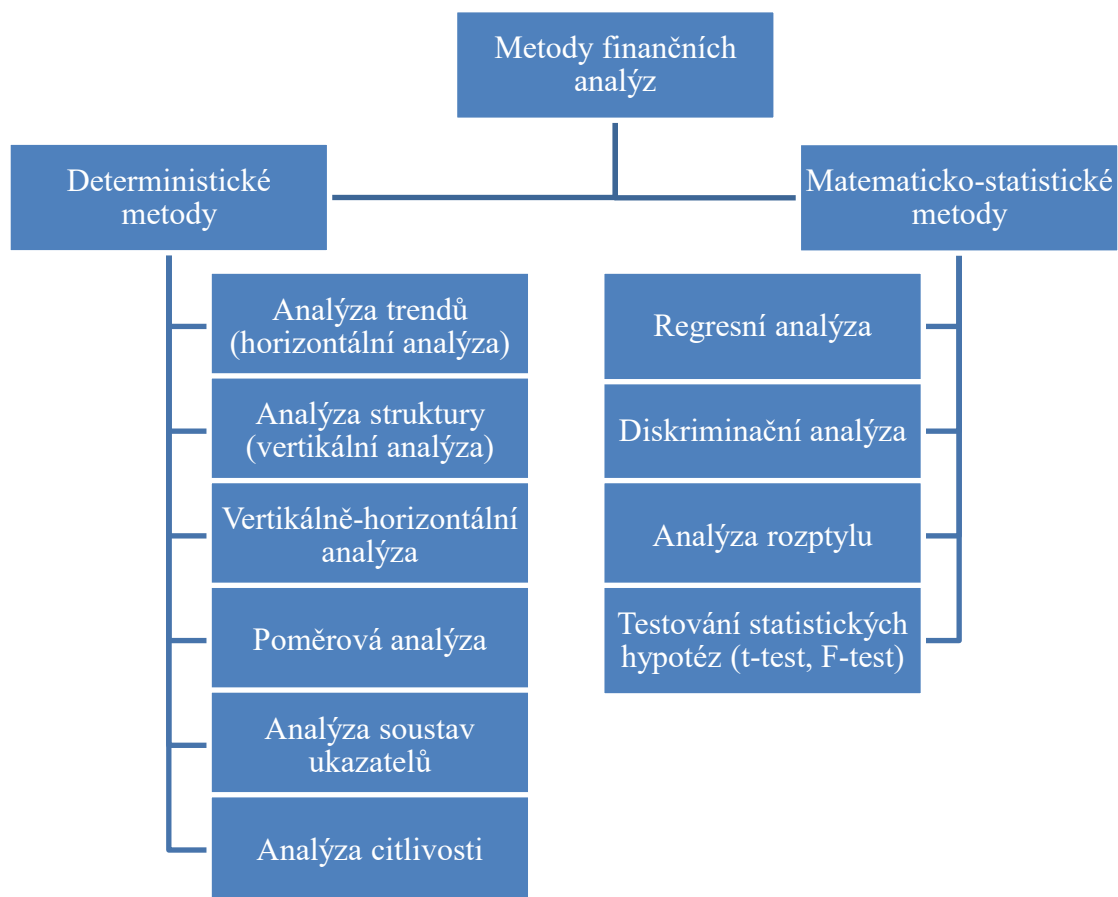 Metody finančních
analýz
Deterministické
metody
Matematicko-statistické
metody
Analýza trendů
(horizontální analýza)
Analýza struktury
(vertikální analýza)
Vertikálně-horizontální
analýza
Poměrová analýza
Analýza soustav
ukazatelů
Analýza citlivosti
Regresní analýza
Diskriminační analýza
Analýza rozptylu
Testování statistických
hypotéz (t-test, F-test)